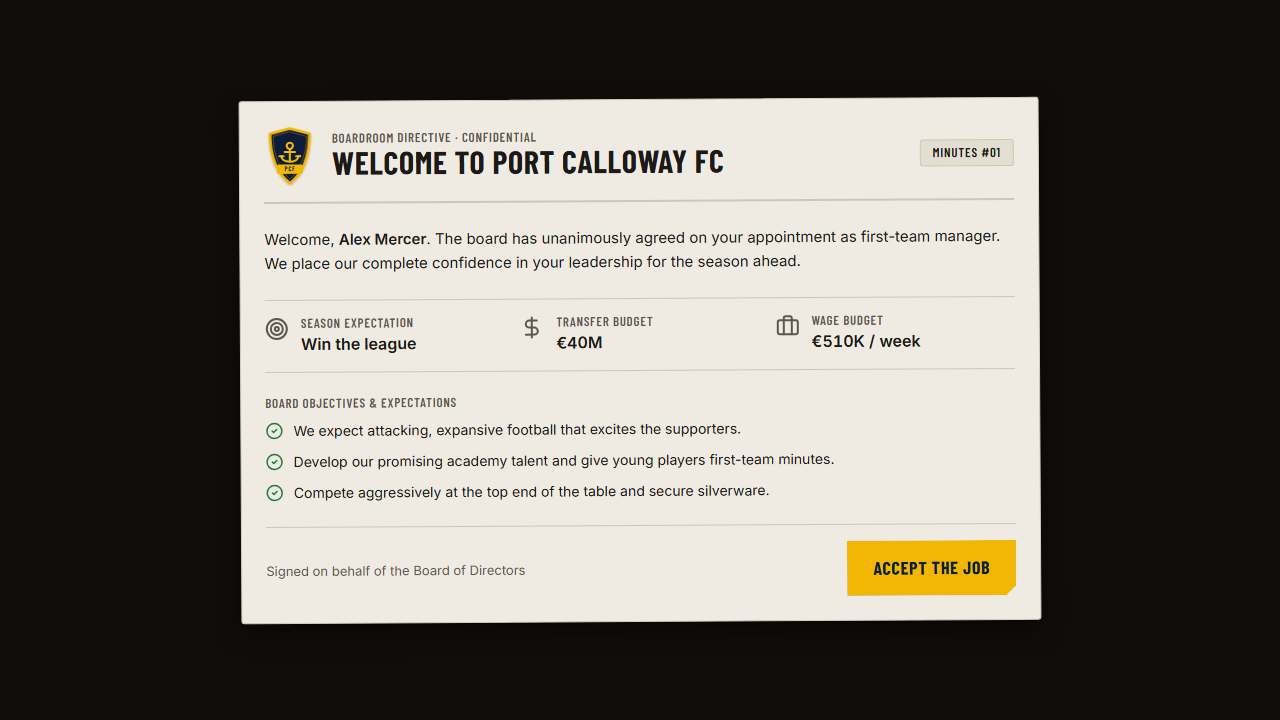 BOARDROOM DIRECTIVE · CONFIDENTIAL
WELCOME TO PORT CALLOWAY FC
MINUTES #01
PCF
Welcome, Alex Mercer. The board has unanimously agreed on your appointment as first-team manager.
We place our complete confidence in your leadership for the season ahead.
SEASON EXPECTATION
Win the league
TRANSFER BUDGET
€40M
WAGE BUDGET
€510K / week
BOARD OBJECTIVES & EXPECTATIONS
We expect attacking, expansive football that excites the supporters.
Develop our promising academy talent and give young players first-team minutes.
Compete aggressively at the top end of the table and secure silverware.
Signed on behalf of the Board of Directors
ACCEPT THE JOB